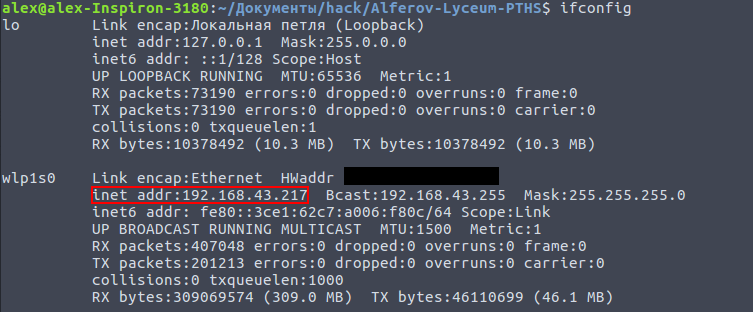 alex@alex-Inspiron-3180:~/Документы/hack/Alferov-Lyceum-PTHS$ ifconfig
lo Link encap:Локальная петля (Loopback)
inet addr:127.0.0.1 Mask:255.0.0.0
inet6 addr: ::1/128 Scope:Host
UP LOOPBACK RUNNING MTU:65536 Metric:1
RX packets:73190 errors:0 dropped:0 overruns:0 frame:0
TX packets:73190 errors:0 dropped:0 overruns:0 carrier:0
collisions:0 txqueuelen:1
RX bytes:10378492 (10.3 MB) TX bytes:10378492 (10.3 MB)
wlp1s0 Link encap:Ethernet HWaddr
inet addr:192.168.43.217 Bcast:192.168.43.255 Mask:255.255.255.0
inet6 addr: fe80::3ce1:62c7:a006:f80c/64 Scope:Link
UP BROADCAST RUNNING MULTICAST MTU:1500 Metric:1
RX packets:407048 errors:0 dropped:0 overruns:0 frame:0
TX packets:201213 errors:0 dropped:0 overruns:0 carrier:0
collisions:0 txqueuelen:1000
RX bytes:309069574 (309.0 MB) TX bytes:46110699 (46.1 MB)